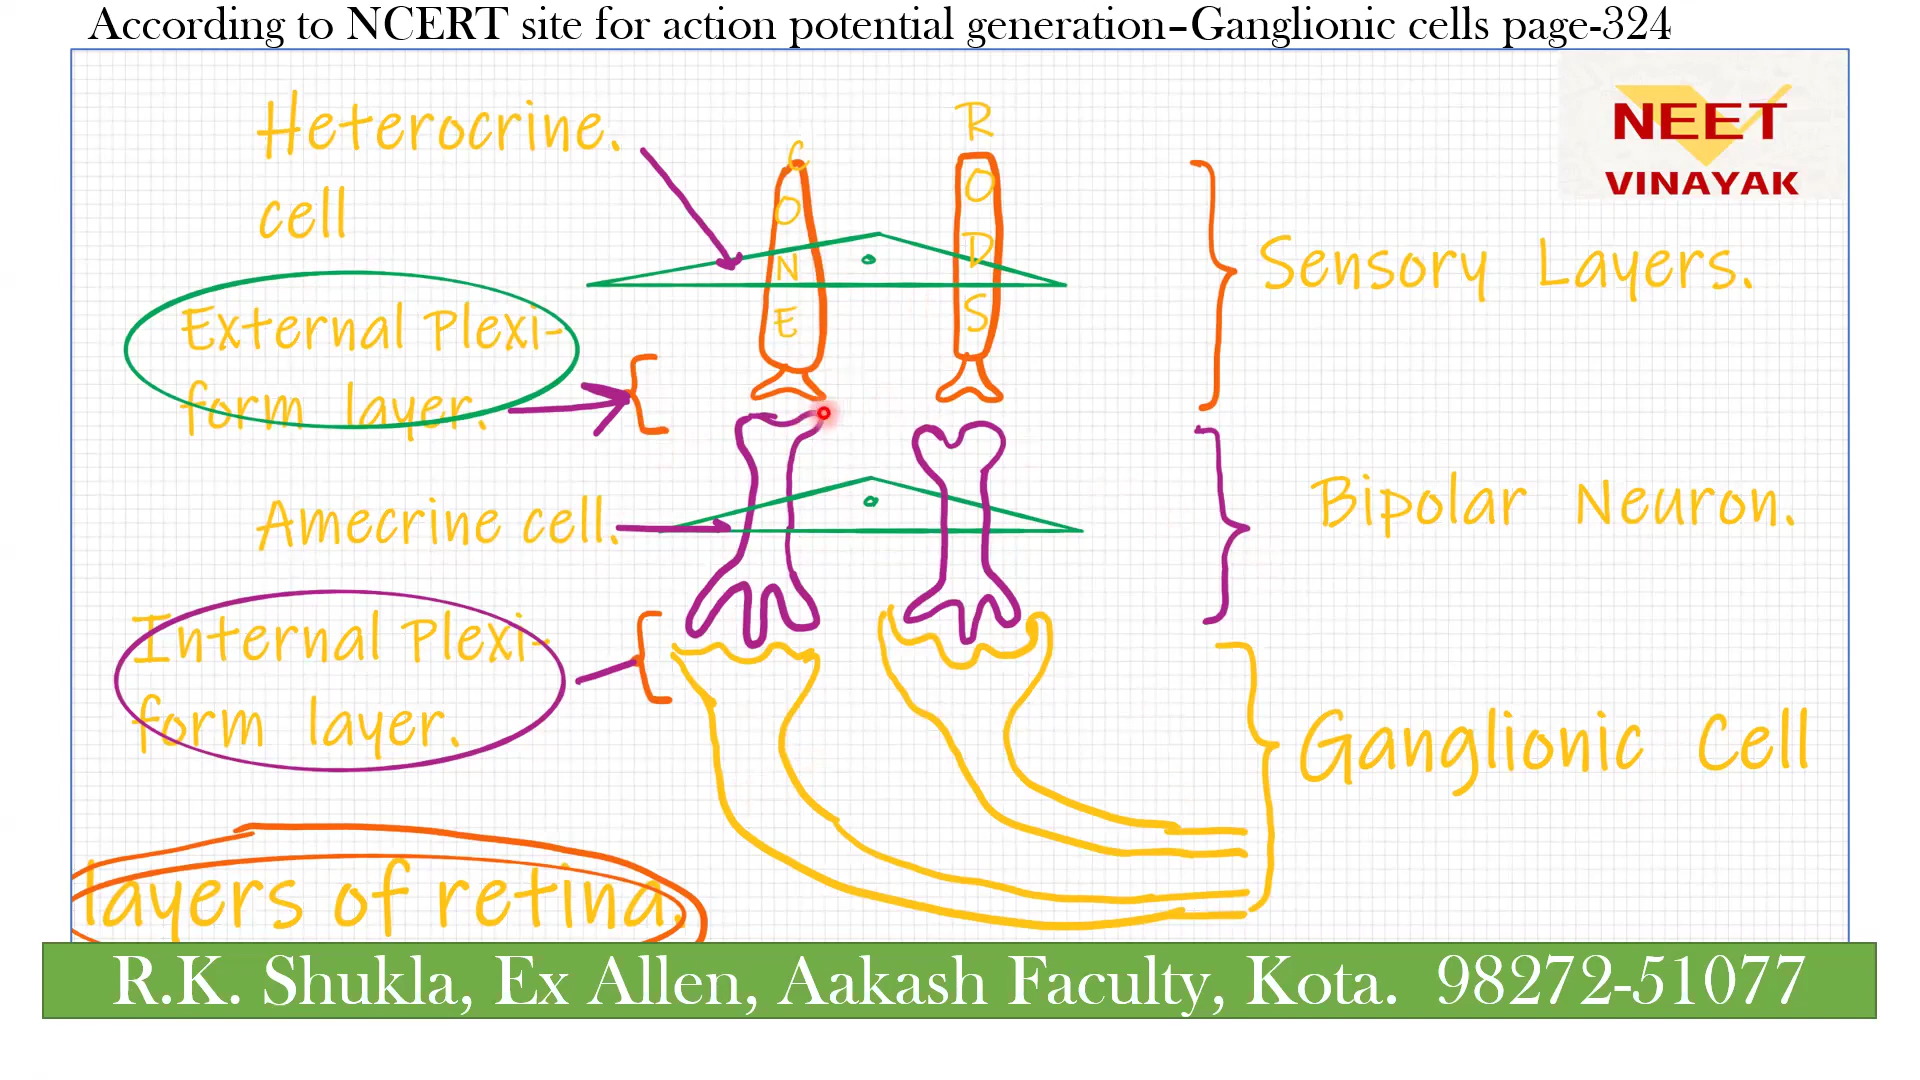 According to NCERT site for action potential generation–Ganglionic cells page-324
NEET
VINAYAK
Heterocrine.
cell
CONE
RODS
Sensory Layers.
External Plexi-
form layer.
Amecrine cell.
Bipolar Neuron.
Internal Plexi-
form layer.
Ganglionic Cell
layers of retina.
R.K. Shukla, Ex Allen, Aakash Faculty, Kota. 98272-51077